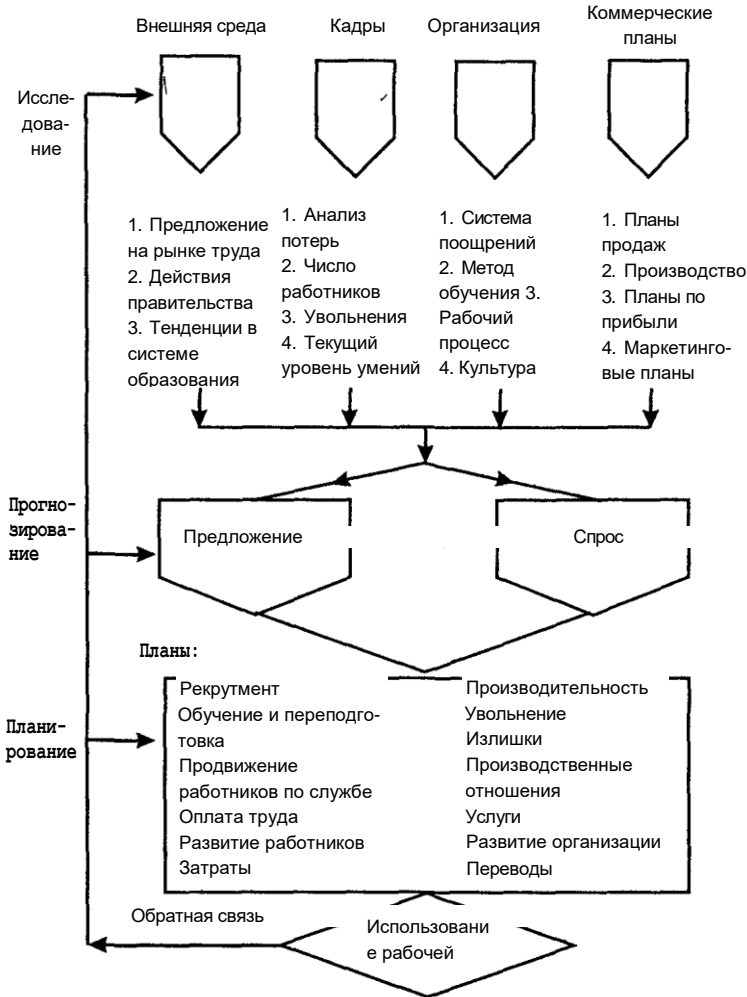 Внешняя среда
Кадры
Организация
Коммерческие
планы
Иссле-
дова-
ние
1. Предложение
на рынке труда
2. Действия
правительства
3. Тенденции в
системе
образования
1. Анализ
потерь
2. Число
работников
3. Увольнения
4. Текущий
уровень умений
1. Система
поощрений
2. Метод
обучения 3.
Рабочий
процесс
4. Культура
1. Планы
продаж
2. Производство
3. Планы по
прибыли
4. Маркетинго-
вые планы
Прогно-
зирова-
ние
Предложение
Спрос
Планы:
Плани-
рование
Рекрутмент
Обучение и переподго-
товка
Продвижение
работников по службе
Оплата труда
Развитие работников
Затраты
Производительность
Увольнение
Излишки
Производственные
отношения
Услуги
Развитие организации
Переводы
Обратная связь
Использовани
е рабочей